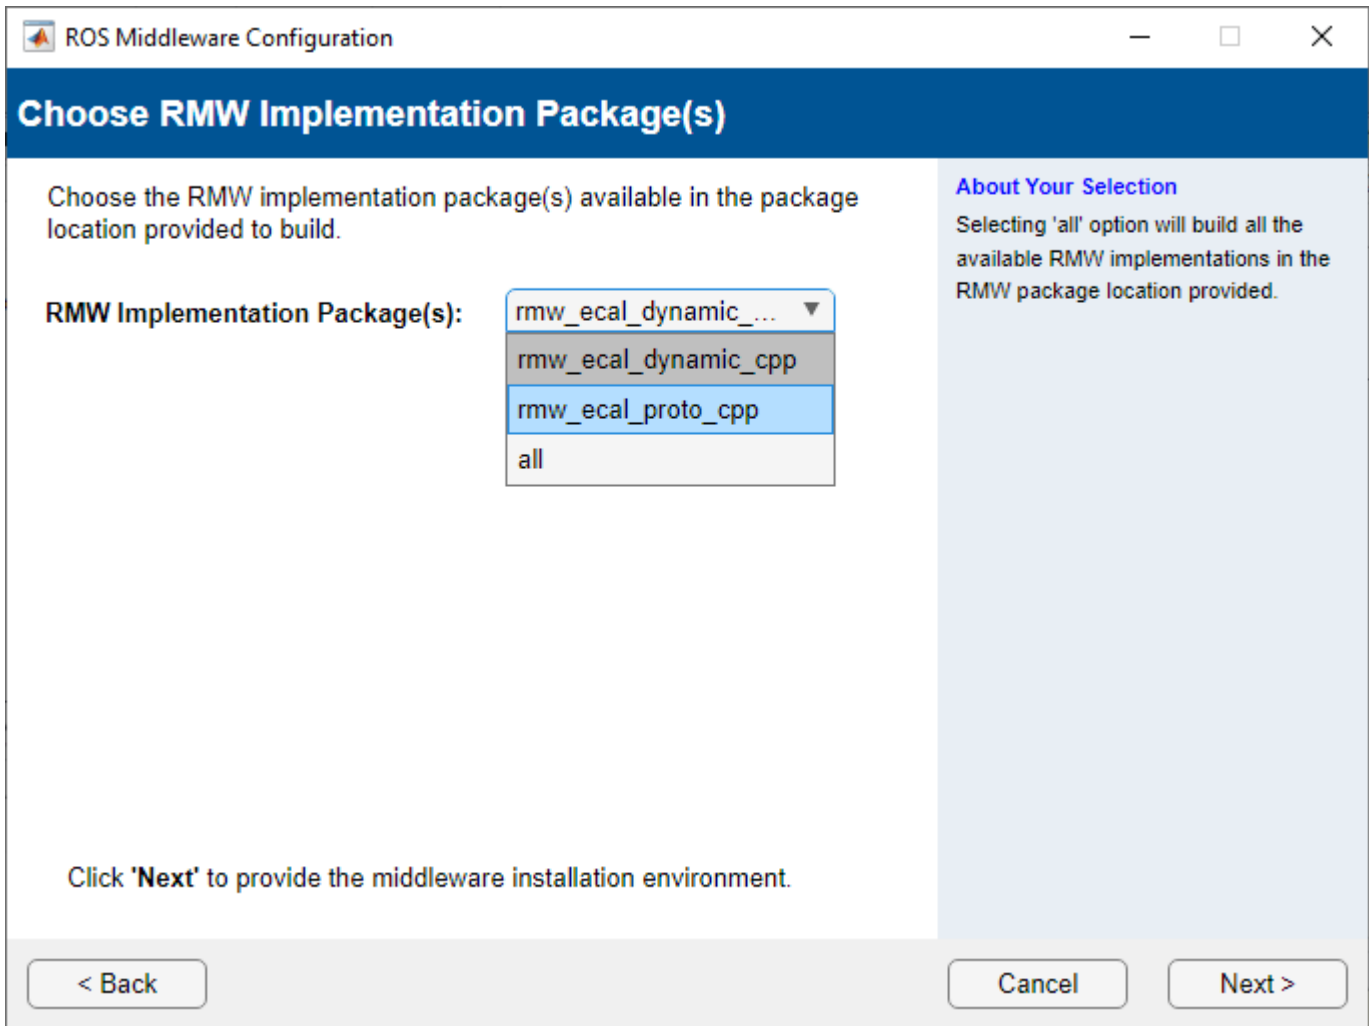 ROS Middleware Configuration
Choose RMW Implementation Package(s)
Choose the RMW implementation package(s) available in the package
location provided to build.
RMW Implementation Package(s):
rmw_ecal_dynamic_...
rmw_ecal_dynamic_cpp
rmw_ecal_proto_cpp
all
Click 'Next' to provide the middleware installation environment.
About Your Selection
Selecting 'all' option will build all the
available RMW implementations in the
RMW package location provided.
< Back
Cancel
Next >